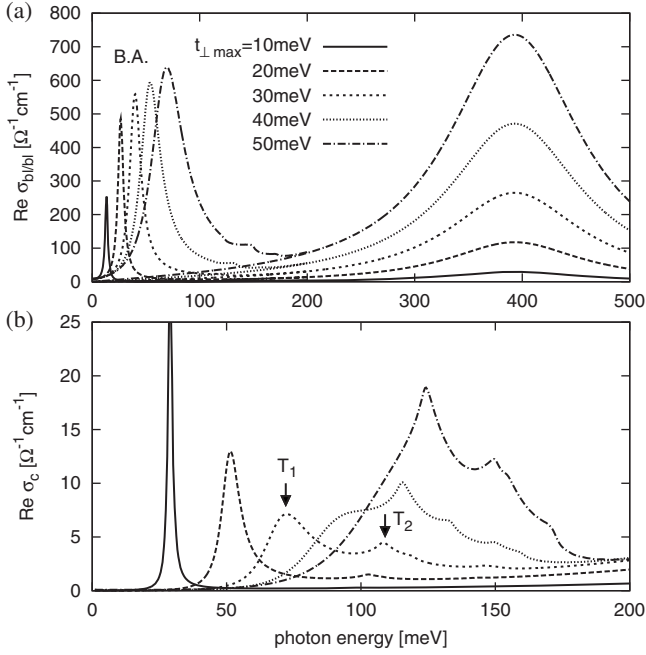 (a)
800
700
600
500
400
300
200
100
0
Re σbl/bl [Ω⁻¹cm⁻¹]
B.A.
t⊥ max=10meV
20meV
30meV
40meV
50meV
0 100 200 300 400 500
(b)
25
20
15
10
5
0
Re σc [Ω⁻¹cm⁻¹]
T₁
T₂
0 50 100 150 200
photon energy [meV]